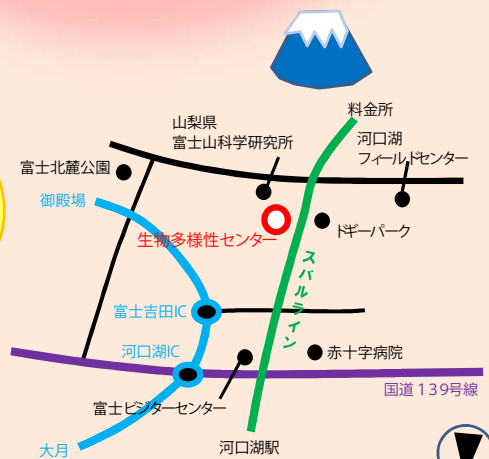 料金所
山梨県
富士山科学研究所
河口湖
フィールドセンター
富士北麓公園
御殿場
生物多様性センター
ドギーパーク
スバルライン
富士吉田IC
河口湖IC
赤十字病院
国道139号線
富士ビジターセンター
大月
河口湖駅